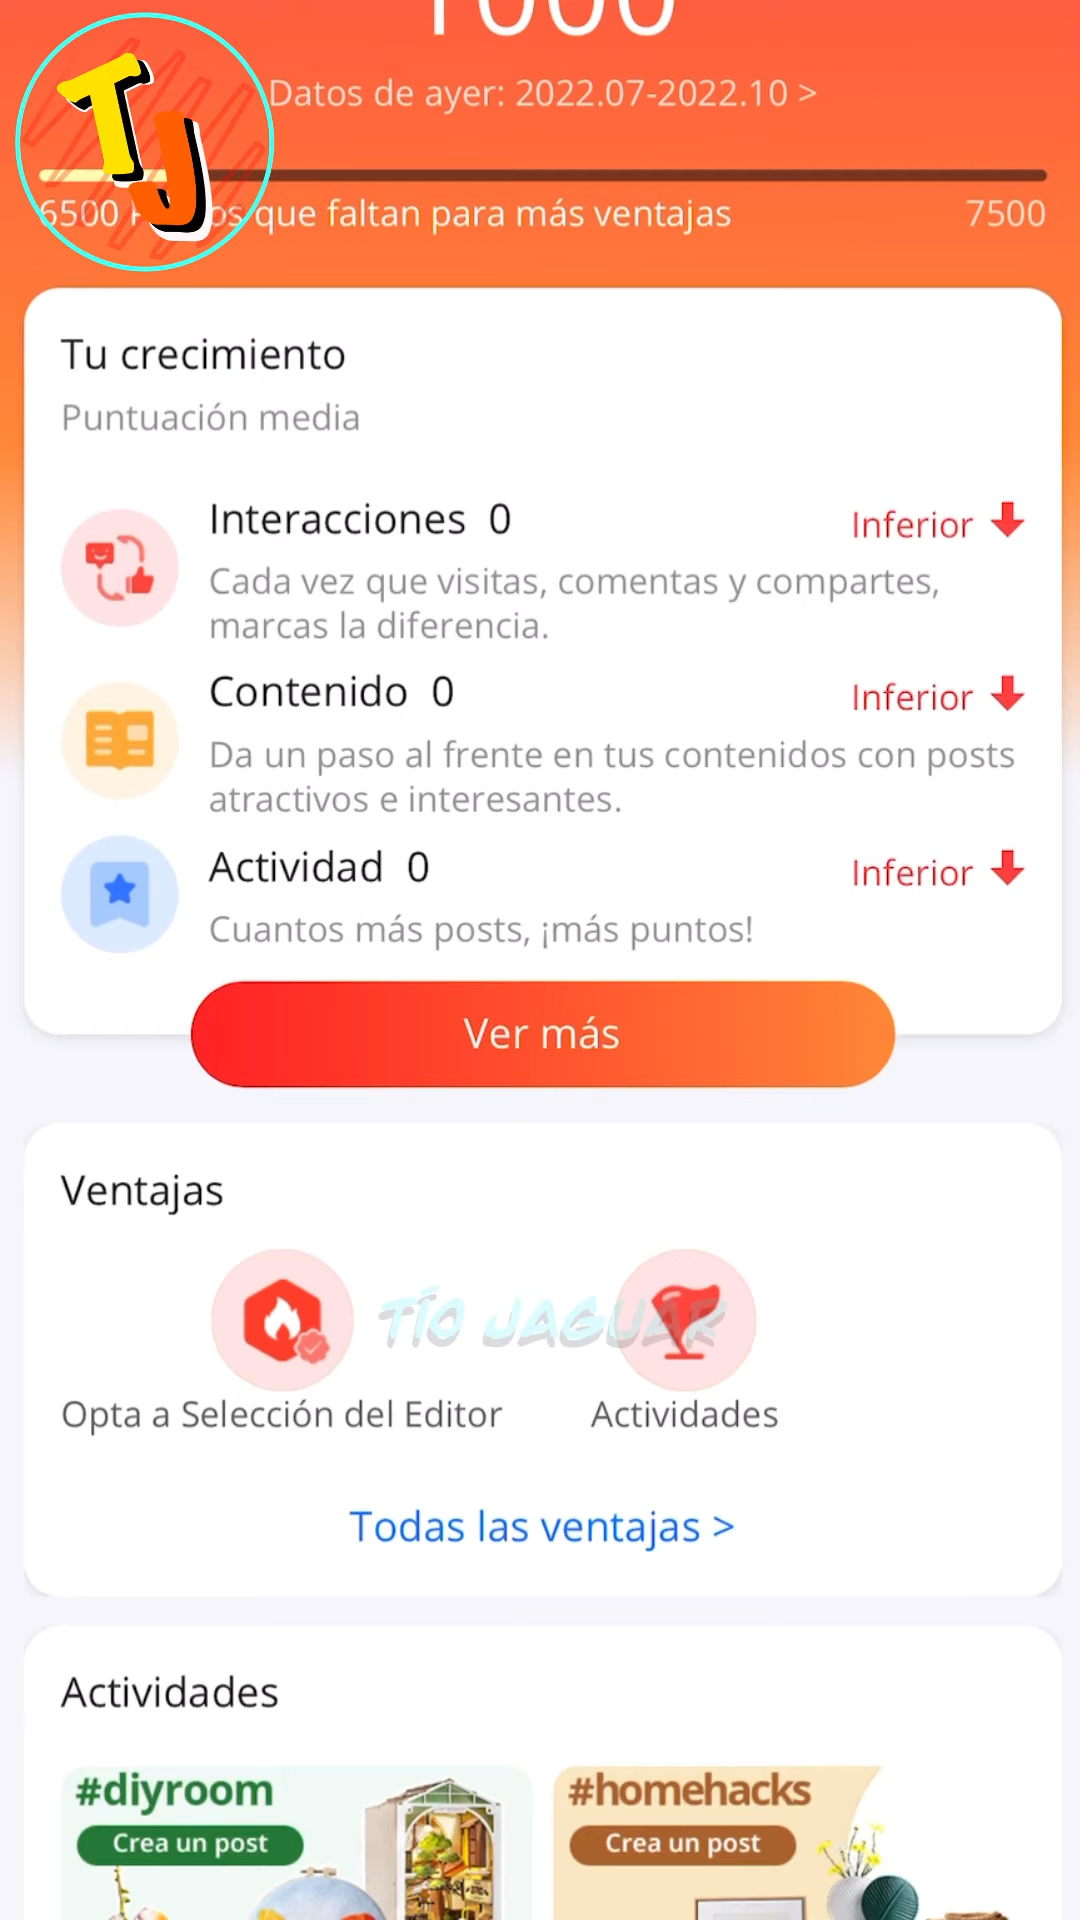 1000
TJ
Datos de ayer: 2022.07-2022.10 >
6500 que faltan para más ventajas
7500
Tu crecimiento
Puntuación media
Interacciones 0
Inferior
Cada vez que visitas, comentas y compartes,
marcas la diferencia.
Contenido 0
Inferior
Da un paso al frente en tus contenidos con posts
atractivos e interesantes.
Actividad 0
Inferior
Cuantos más posts, ¡más puntos!
Ver más
Ventajas
TÍO JAGUAR
Opta a Selección del Editor
Actividades
Todas las ventajas >
Actividades
#diyroom
Crea un post
#homehacks
Crea un post